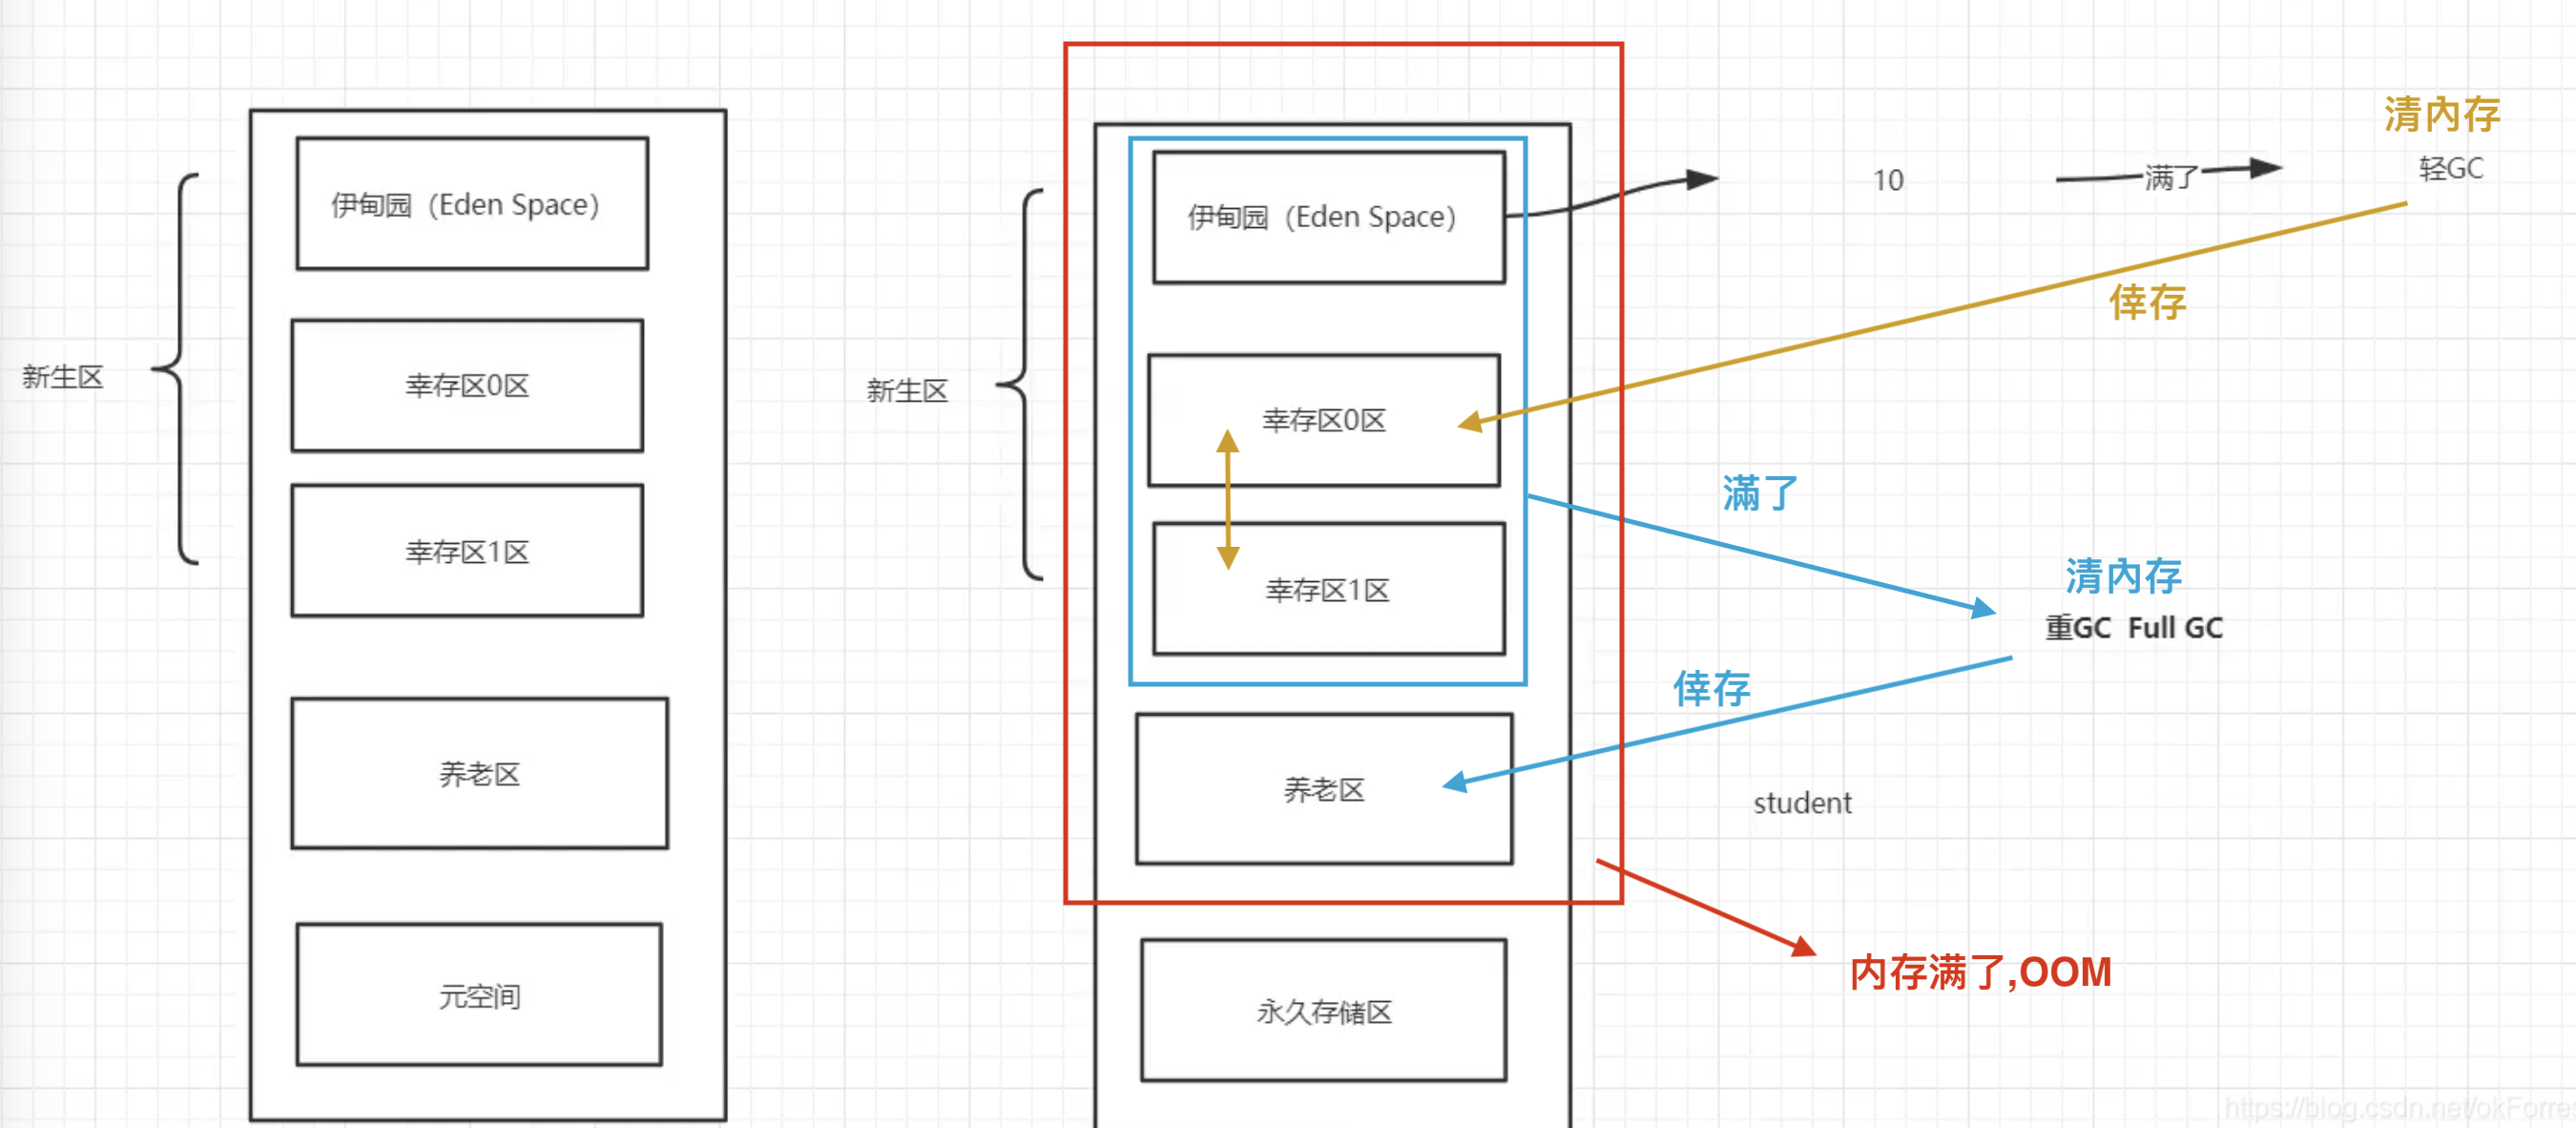 新生区
伊甸园（Eden Space）
幸存区0区
幸存区1区
养老区
元空间
新生区
伊甸园（Eden Space）
幸存区0区
幸存区1区
养老区
永久存储区
10
满了
清內存
轻GC
倖存
滿了
清內存
重GC Full GC
倖存
student
内存满了,OOM
https://blog.csdn.net/okForres